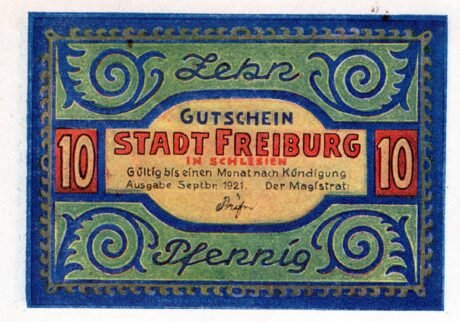 Zehn
GUTSCHEIN
STADT FREIBURG
IN SCHLESIEN
10
10
Gültig bis einen Monat nach Kündigung
Ausgabe Septbr. 1921. Der Magistrat:
Pfennig